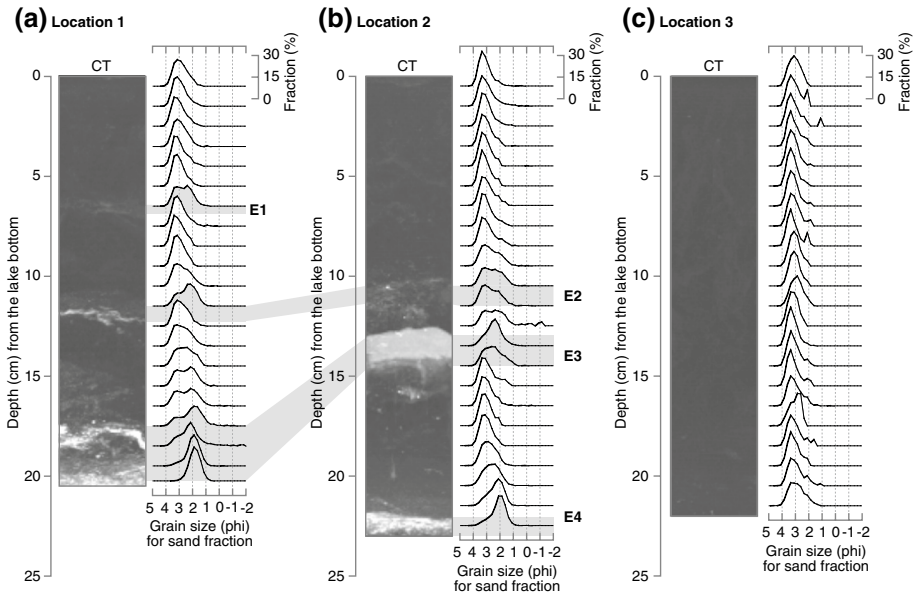 (a) Location 1
(b) Location 2
(c) Location 3
CT
30
15
0
Fraction (%)
0
5
10
15
20
25
Depth (cm) from the lake bottom
E1
5 4 3 2 1 0 -1 -2
Grain size (phi)
for sand fraction
CT
30
15
0
Fraction (%)
0
5
10
15
20
25
Depth (cm) from the lake bottom
E2
E3
E4
5 4 3 2 1 0 -1 -2
Grain size (phi)
for sand fraction
CT
30
15
0
Fraction (%)
0
5
10
15
20
25
Depth (cm) from the lake bottom
5 4 3 2 1 0 -1 -2
Grain size (phi)
for sand fraction